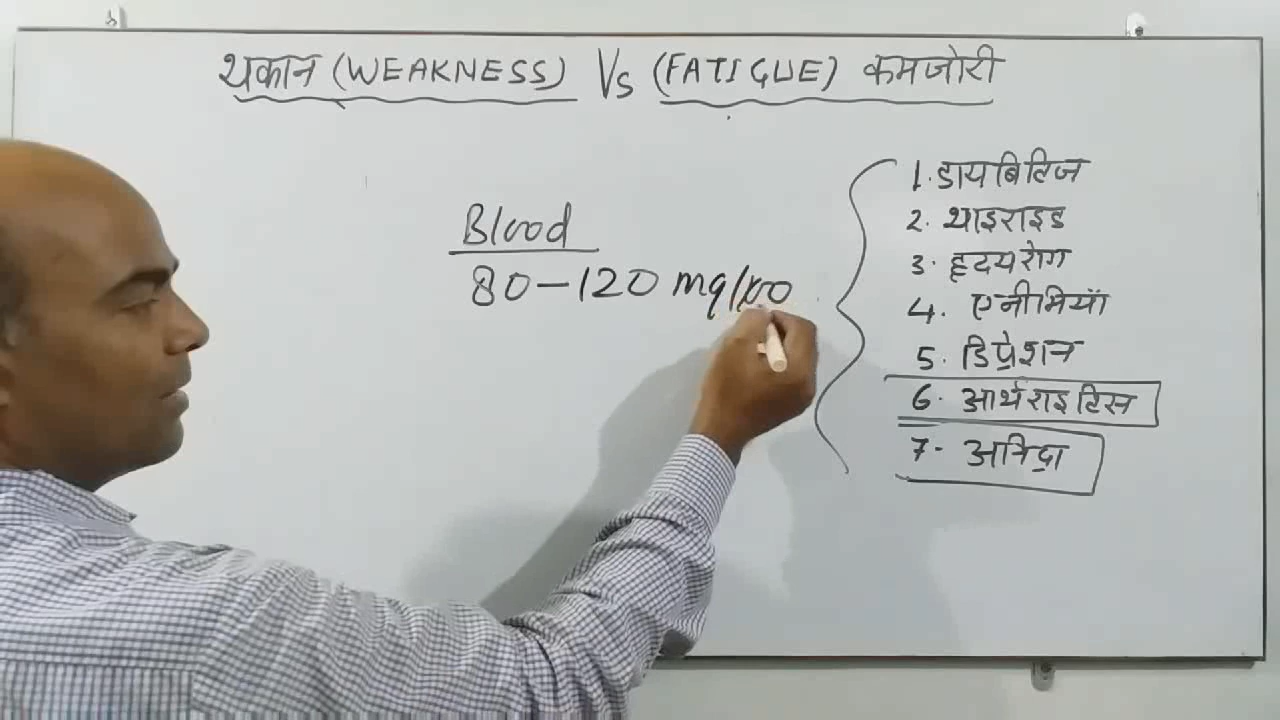 थकान (WEAKNESS) Vs (FATIGUE) कमजोरी
Blood
80-120 mg/100
1. डायबिटिज
2. थाइराइड
3. हृदयरोग
4. एनीमियाँ
5. डिप्रेशन
6. आर्थराइटिस
7- अनिद्रा